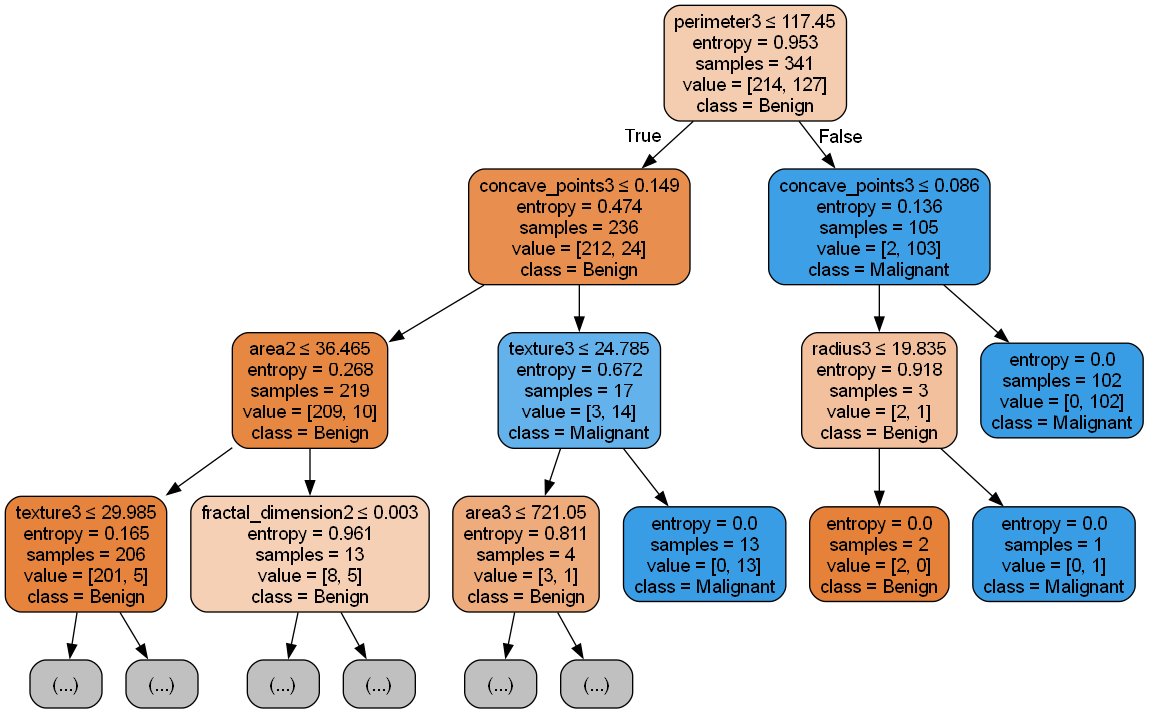 perimeter3 ≤ 117.45
entropy = 0.953
samples = 341
value = [214, 127]
class = Benign
True
False
concave_points3 ≤ 0.149
entropy = 0.474
samples = 236
value = [212, 24]
class = Benign
concave_points3 ≤ 0.086
entropy = 0.136
samples = 105
value = [2, 103]
class = Malignant
area2 ≤ 36.465
entropy = 0.268
samples = 219
value = [209, 10]
class = Benign
texture3 ≤ 24.785
entropy = 0.672
samples = 17
value = [3, 14]
class = Malignant
radius3 ≤ 19.835
entropy = 0.918
samples = 3
value = [2, 1]
class = Benign
entropy = 0.0
samples = 102
value = [0, 102]
class = Malignant
texture3 ≤ 29.985
entropy = 0.165
samples = 206
value = [201, 5]
class = Benign
fractal_dimension2 ≤ 0.003
entropy = 0.961
samples = 13
value = [8, 5]
class = Benign
area3 ≤ 721.05
entropy = 0.811
samples = 4
value = [3, 1]
class = Benign
entropy = 0.0
samples = 13
value = [0, 13]
class = Malignant
entropy = 0.0
samples = 2
value = [2, 0]
class = Benign
entropy = 0.0
samples = 1
value = [0, 1]
class = Malignant
(...)
(...)
(...)
(...)
(...)
(...)